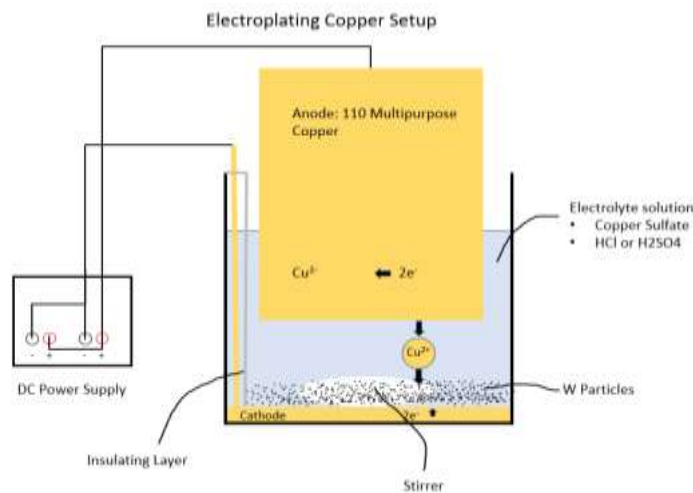 Electroplating Copper Setup
Anode: 110 Multipurpose
Copper
Electrolyte solution
• Copper Sulfate
• HCl or H2SO4
Cu²⁻ 2e⁻
Cu²⁺
- + - +
DC Power Supply
W Particles
Cathode 2e⁻
Insulating Layer
Stirrer